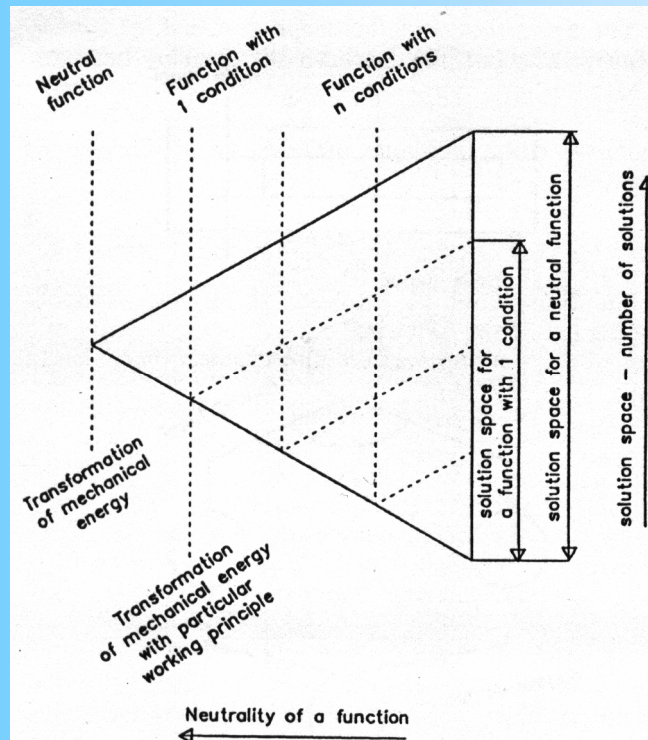 Neutral
function
Function with
1 condition
Function with
n conditions
solution space for
a function with 1 condition
solution space for a neutral function
solution space – number of solutions
Transformation
of mechanical
energy
Transformation
of mechanical energy
with particular
working principle
Neutrality of a function